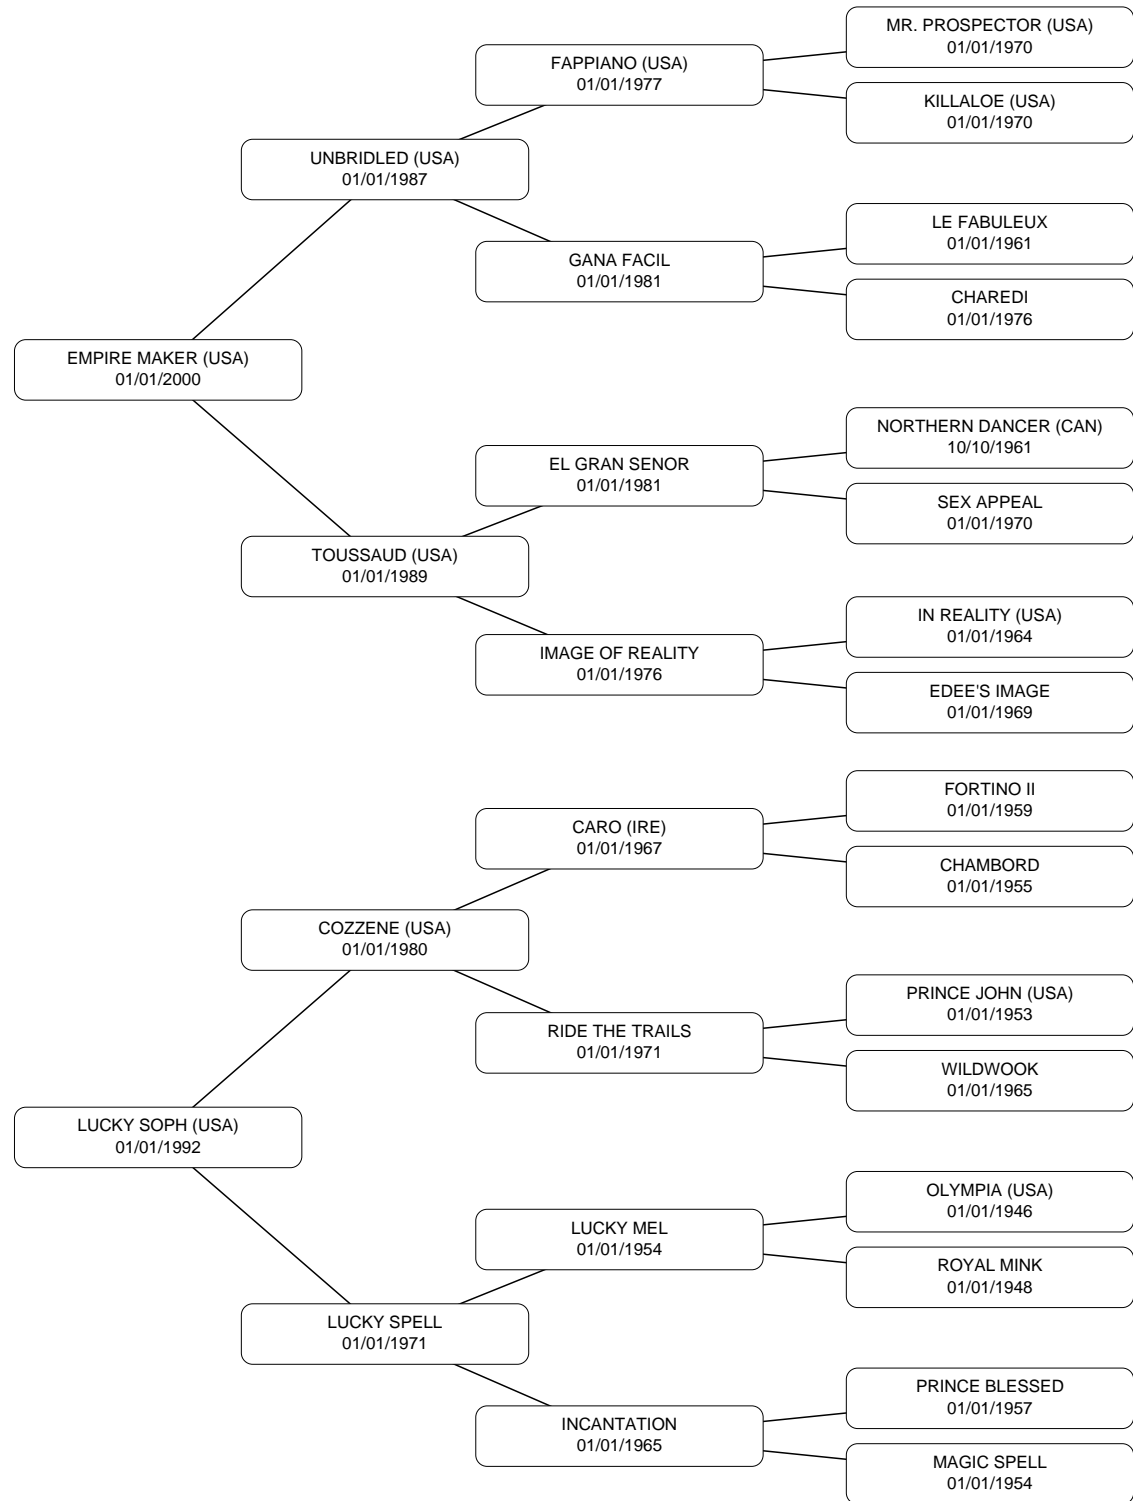 MR. PROSPECTOR (USA)
01/01/1970
FAPPIANO (USA)
01/01/1977
KILLALOE (USA)
01/01/1970
UNBRIDLED (USA)
01/01/1987
LE FABULEUX
01/01/1961
GANA FACIL
01/01/1981
CHAREDI
01/01/1976
EMPIRE MAKER (USA)
01/01/2000
NORTHERN DANCER (CAN)
10/10/1961
EL GRAN SENOR
01/01/1981
SEX APPEAL
01/01/1970
TOUSSAUD (USA)
01/01/1989
IN REALITY (USA)
01/01/1964
IMAGE OF REALITY
01/01/1976
EDEE'S IMAGE
01/01/1969
FORTINO II
01/01/1959
CARO (IRE)
01/01/1967
CHAMBORD
01/01/1955
COZZENE (USA)
01/01/1980
PRINCE JOHN (USA)
01/01/1953
RIDE THE TRAILS
01/01/1971
WILDWOOK
01/01/1965
LUCKY SOPH (USA)
01/01/1992
OLYMPIA (USA)
01/01/1946
LUCKY MEL
01/01/1954
ROYAL MINK
01/01/1948
LUCKY SPELL
01/01/1971
PRINCE BLESSED
01/01/1957
INCANTATION
01/01/1965
MAGIC SPELL
01/01/1954